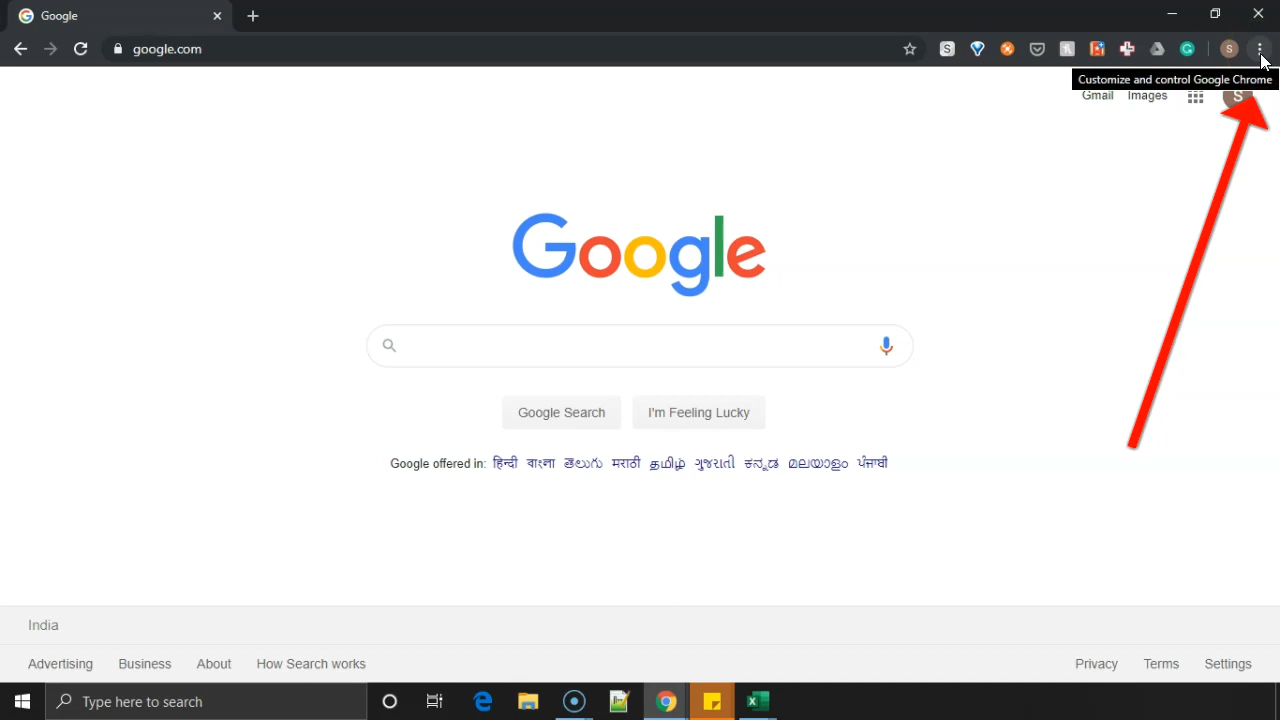 Google
google.com
S
Customize and control Google Chrome
Gmail Images S
Google
Google Search I'm Feeling Lucky
Google offered in: हिन्दी বাংলা తెలుగు मराठी தமிழ் ગુજરાતી ಕನ್ನಡ മലയാളം ਪੰਜਾਬੀ
India
Advertising Business About How Search works Privacy Terms Settings
Type here to search